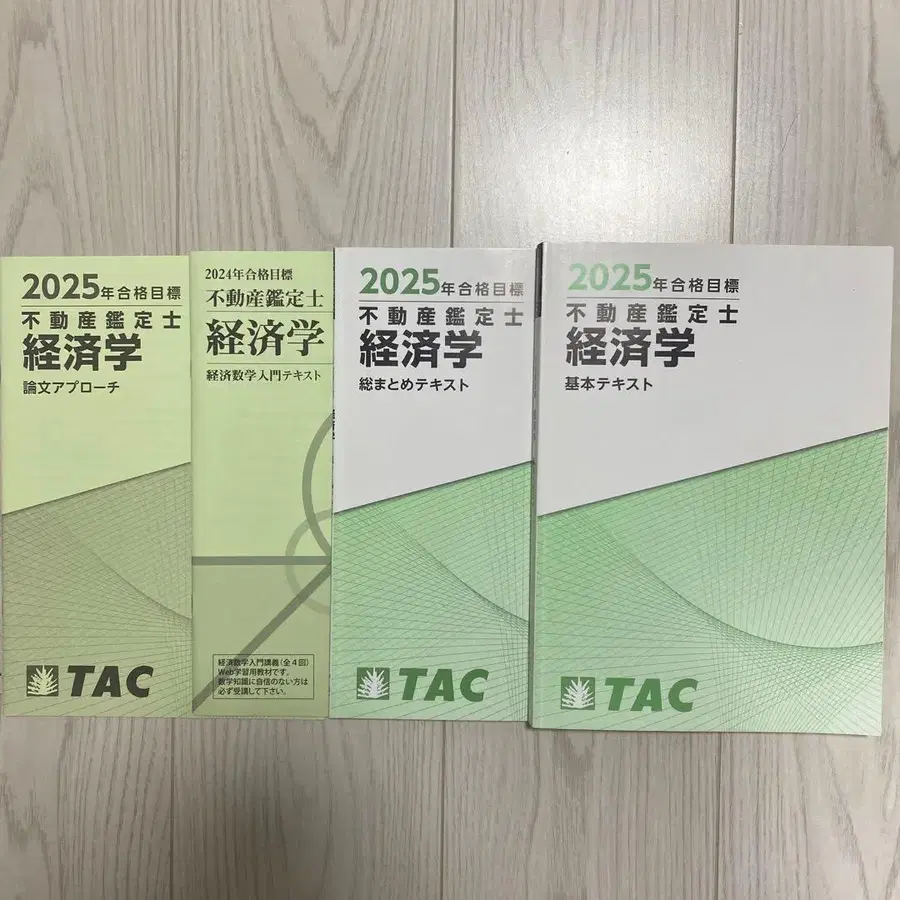 2025年合格目標
不動産鑑定士
経済学
論文アプローチ
TAC
2024年合格目標
不動産鑑定士
経済学
経済数学入門テキスト
経済数学入門講義(全4回)
Web学習用教材です。
数学知識に自信のない方は
必ず受講して下さい。
2025年合格目標
不動産鑑定士
経済学
総まとめテキスト
TAC
2025年合格目標
不動産鑑定士
経済学
基本テキスト
TAC